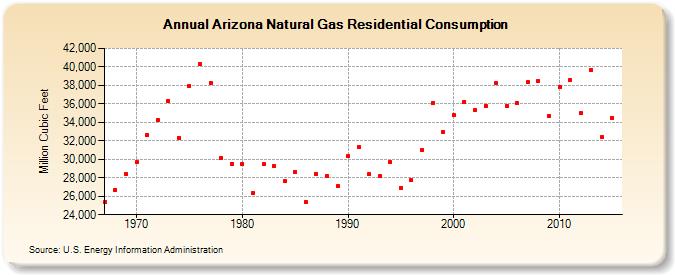 Annual Arizona Natural Gas Residential Consumption
Million Cubic Feet
42,000
40,000
38,000
36,000
34,000
32,000
30,000
28,000
26,000
24,000
1970 1980 1990 2000 2010
Source: U.S. Energy Information Administration